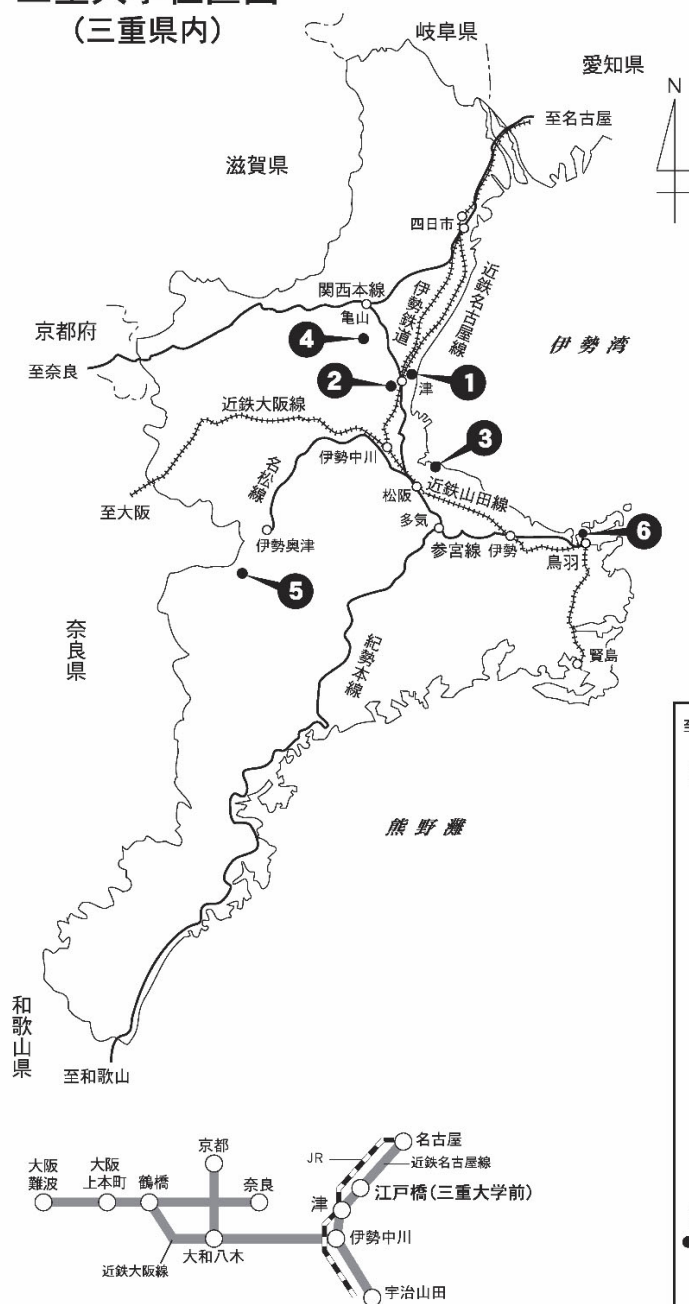 （三重県内）
岐阜県
愛知県
N
至名古屋
滋賀県
四日市
近鉄名古屋線
伊勢鉄道
関西本線
亀山
京都府
伊勢湾
4
至奈良
2
1
津
近鉄大阪線
3
伊勢中川
名松線
近鉄山田線
松阪
至大阪
多気
6
伊勢奥津
参宮線
伊勢
鳥羽
5
奈良県
紀勢本線
賢島
熊野灘
和歌山県
至和歌山
京都
名古屋
JR
近鉄名古屋線
大阪難波
大阪上本町
鶴橋
奈良
江戸橋（三重大学前）
津
伊勢中川
大和八木
近鉄大阪線
宇治山田